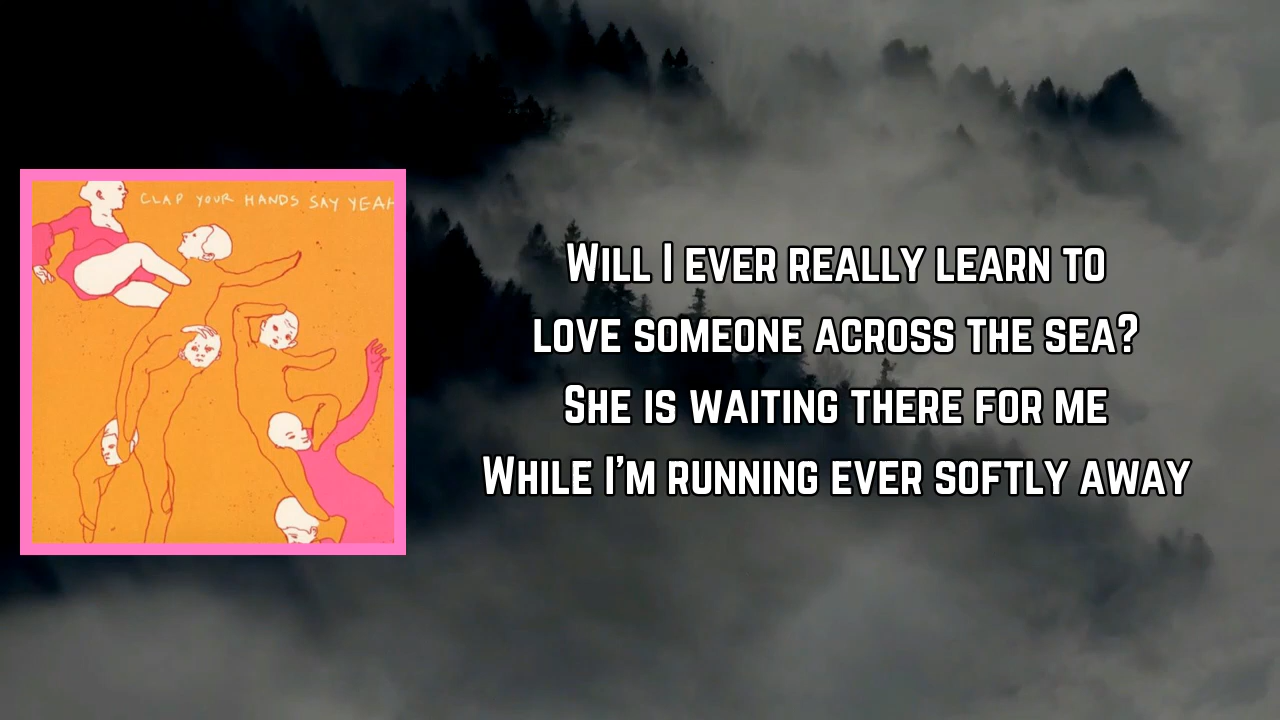 CLAP YOUR HANDS SAY YEAH
WILL I EVER REALLY LEARN TO
LOVE SOMEONE ACROSS THE SEA?
SHE IS WAITING THERE FOR ME
WHILE I'M RUNNING EVER SOFTLY AWAY